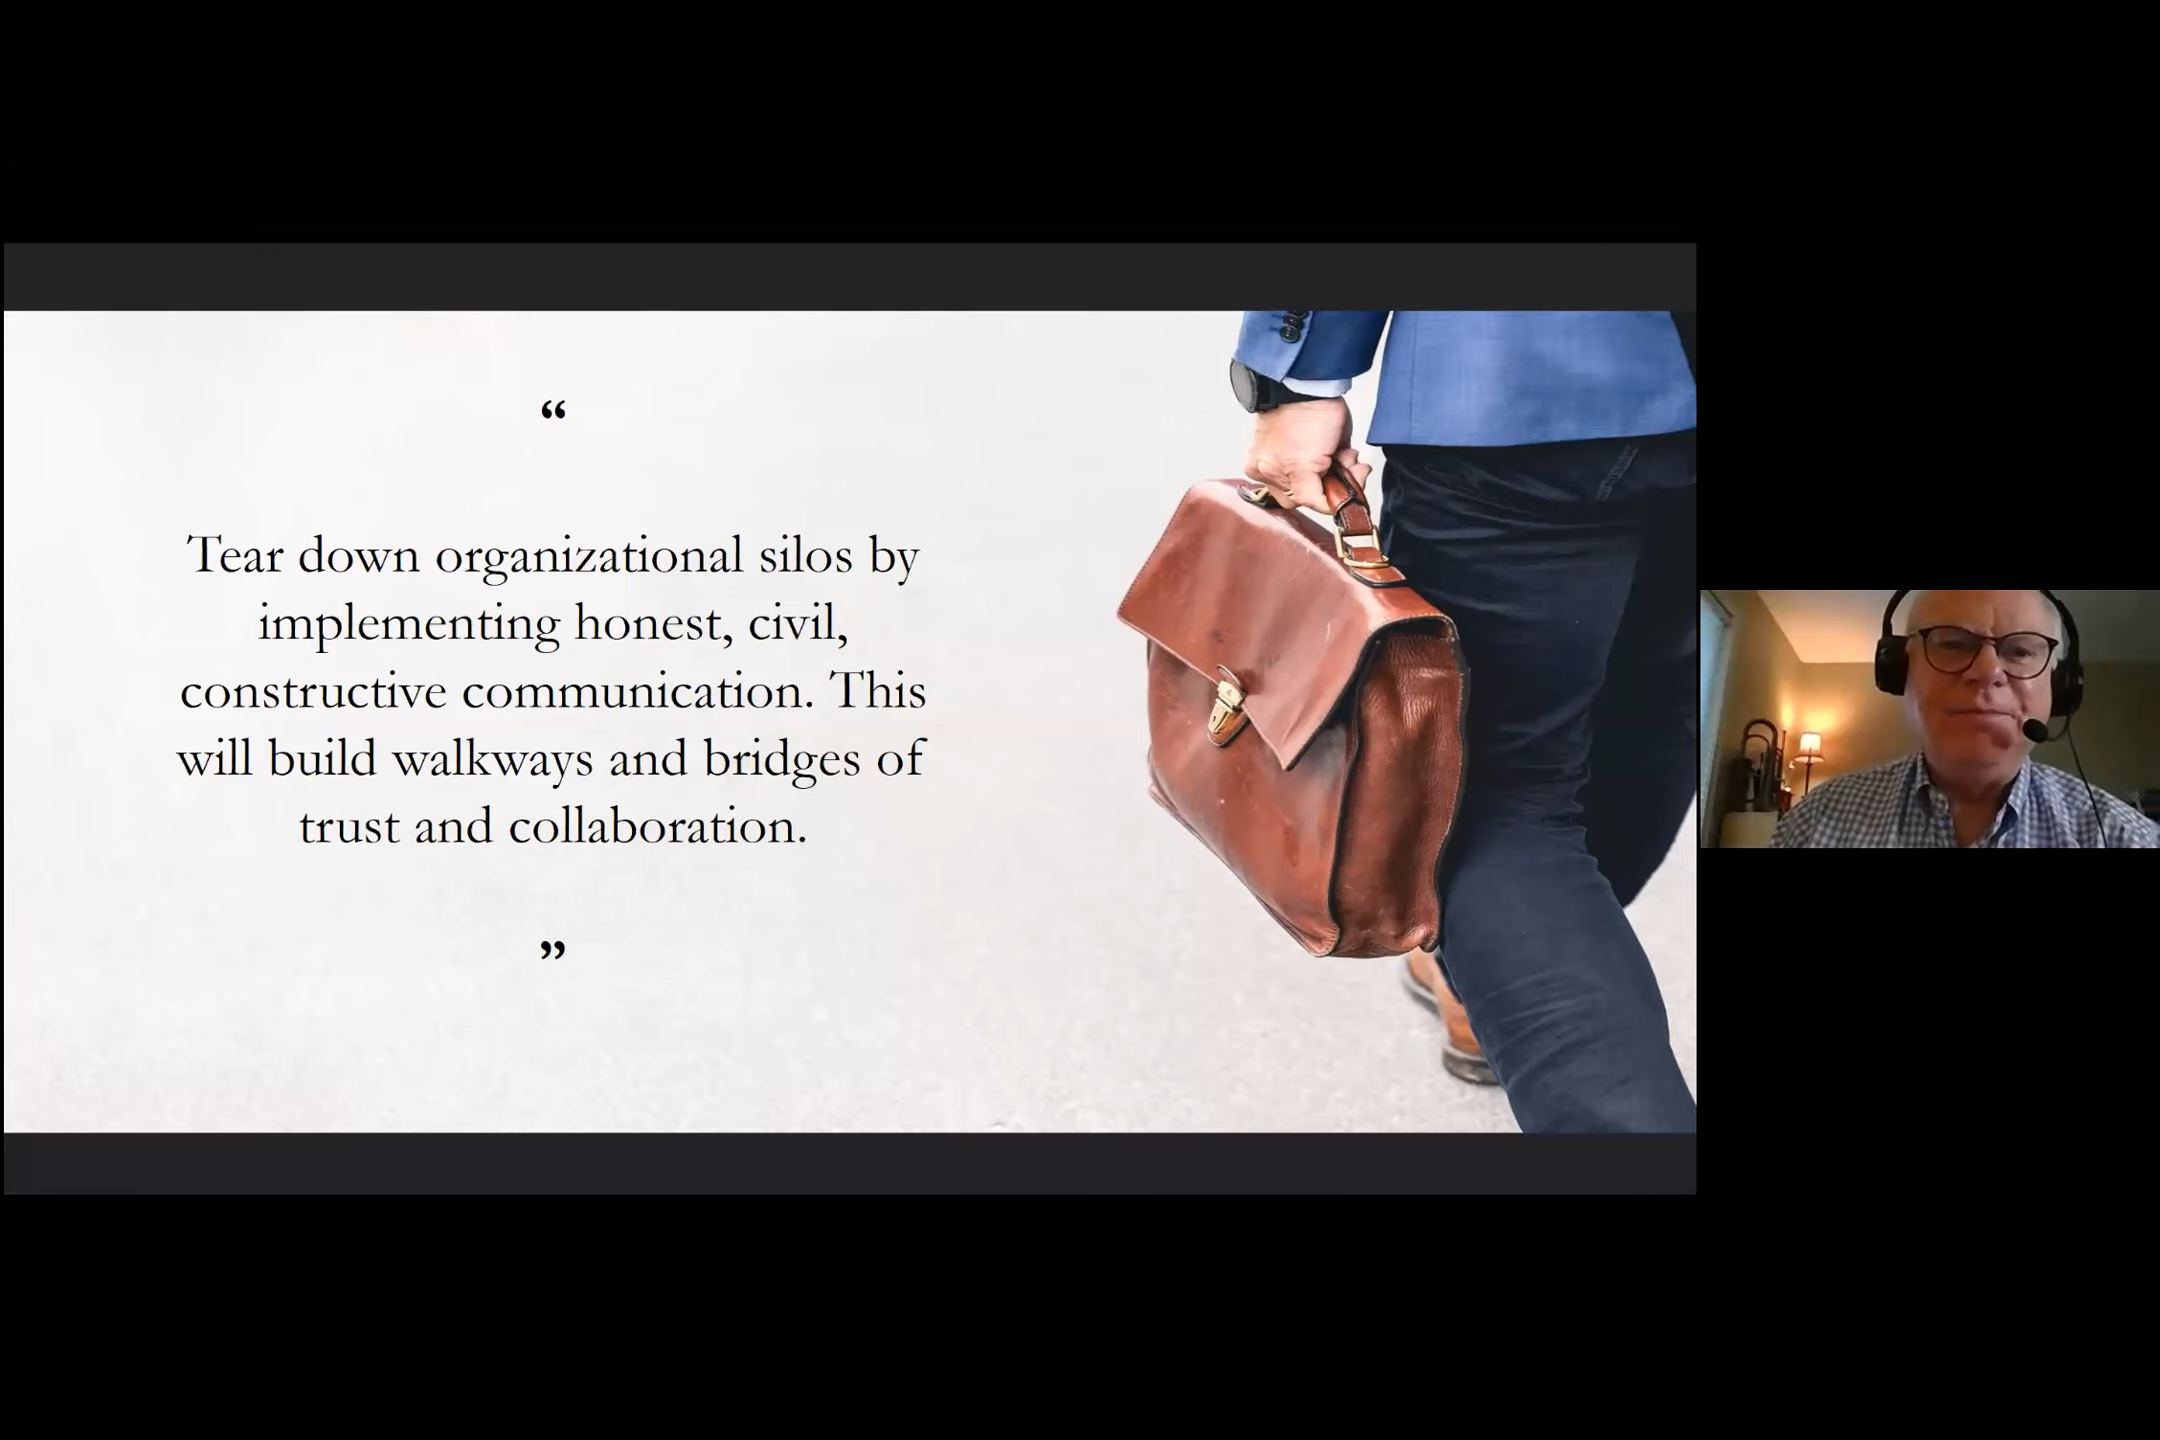 “
Tear down organizational silos by
implementing honest, civil,
constructive communication. This
will build walkways and bridges of
trust and collaboration.
”